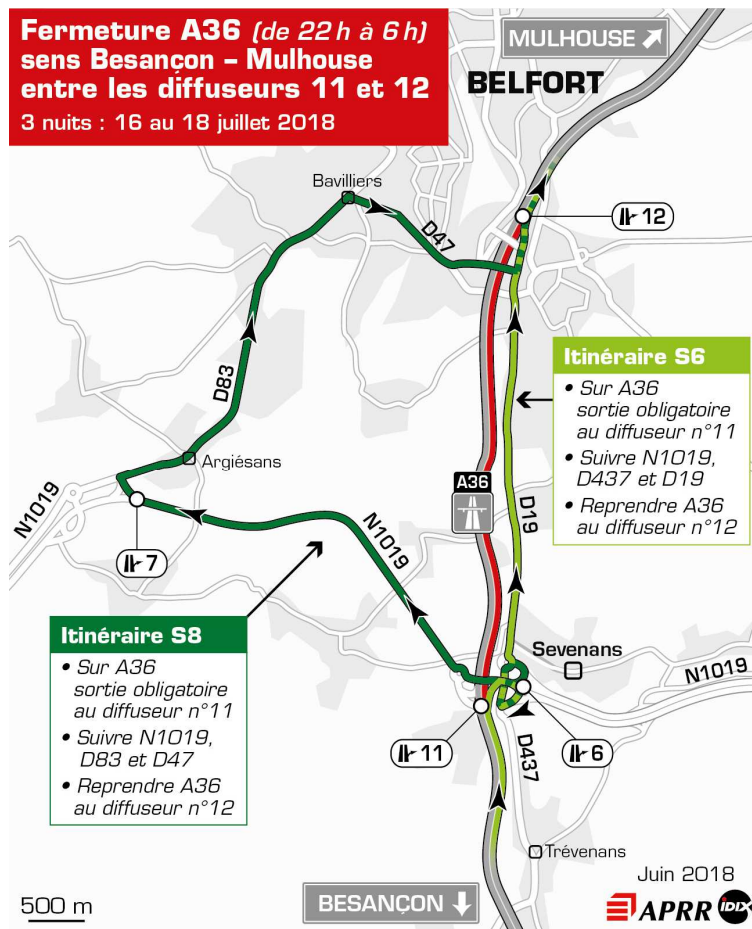 Fermeture A36 (de 22 h à 6 h)
sens Besançon – Mulhouse
entre les diffuseurs 11 et 12
3 nuits : 16 au 18 juillet 2018
MULHOUSE
BELFORT
Bavilliers
12
D47
D83
Itinéraire S6
• Sur A36
sortie obligatoire
au diffuseur n°11
• Suivre N1019,
D437 et D19
• Reprendre A36
au diffuseur n°12
Argiésans
A36
N1019
D19
7
N1019
Itinéraire S8
• Sur A36
sortie obligatoire
au diffuseur n°11
• Suivre N1019,
D83 et D47
• Reprendre A36
au diffuseur n°12
Sevenans
N1019
11
6
D437
Trévenans
Juin 2018
500 m
BESANÇON
APRR
iDIX